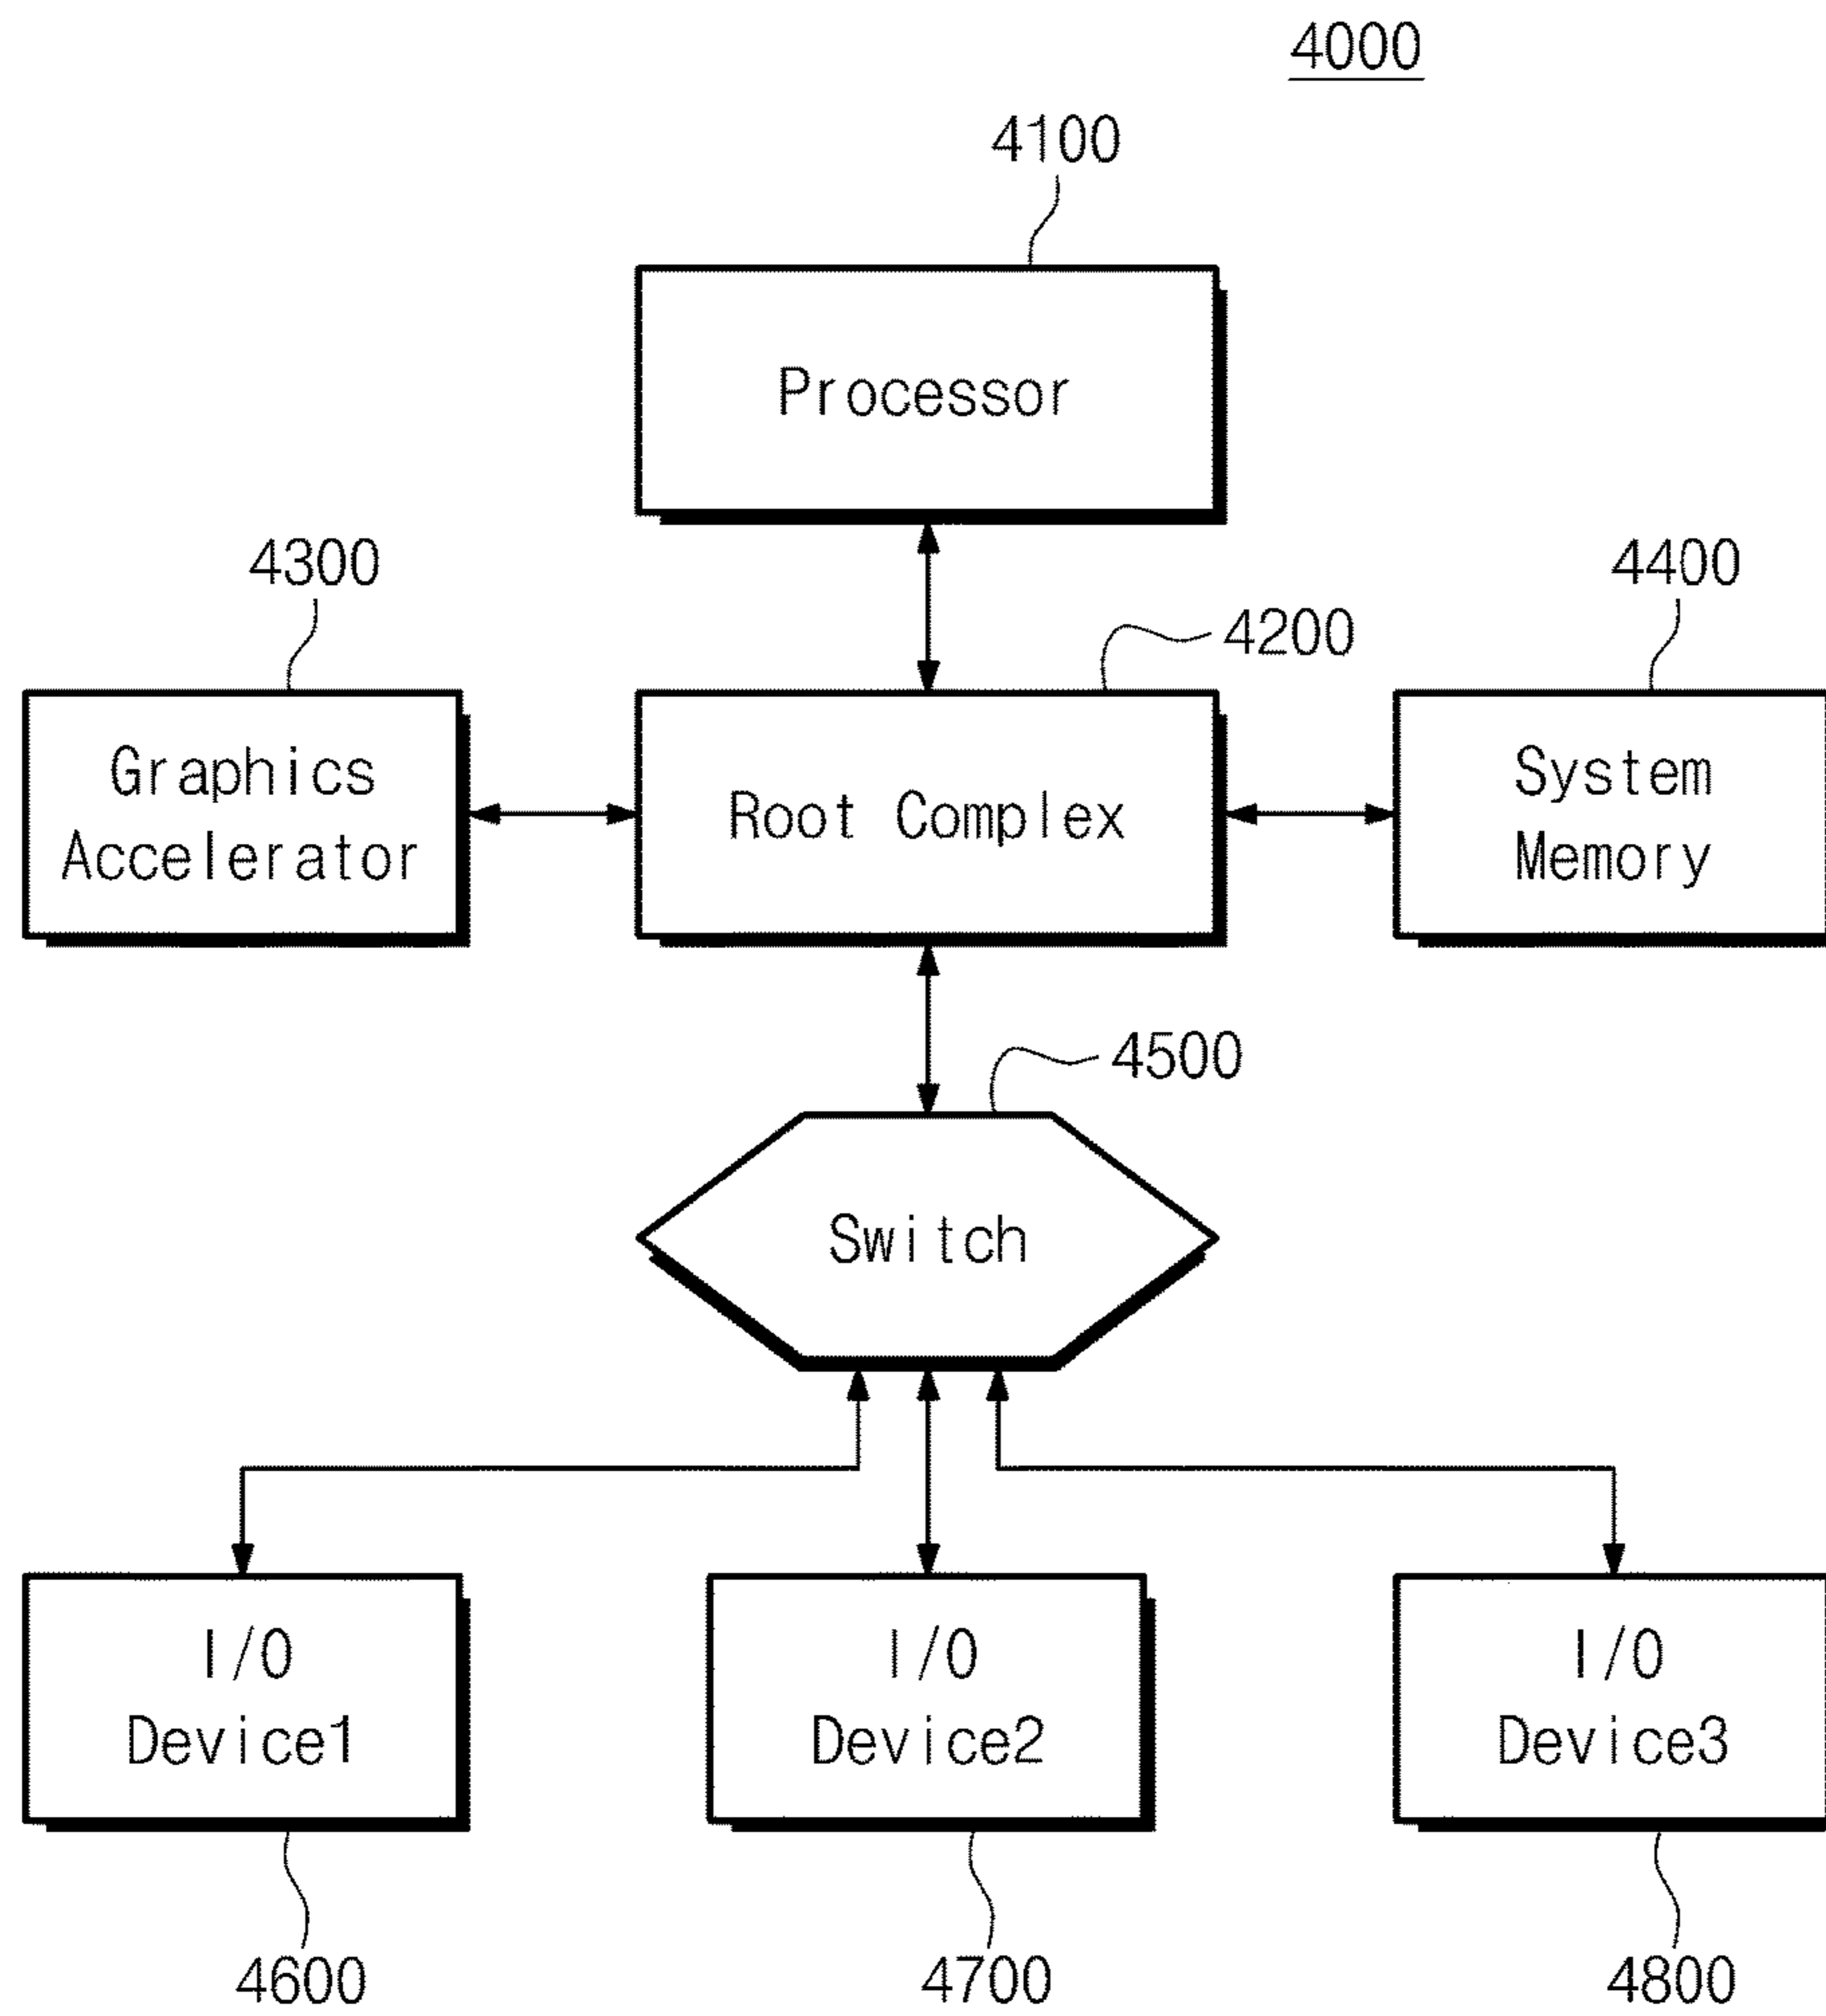 4000
4100
Processor
4300
4400
4200
Graphics
Accelerator
Root Complex
System
Memory
4500
Switch
I/O
Device1
I/O
Device2
I/O
Device3
4600
4700
4800